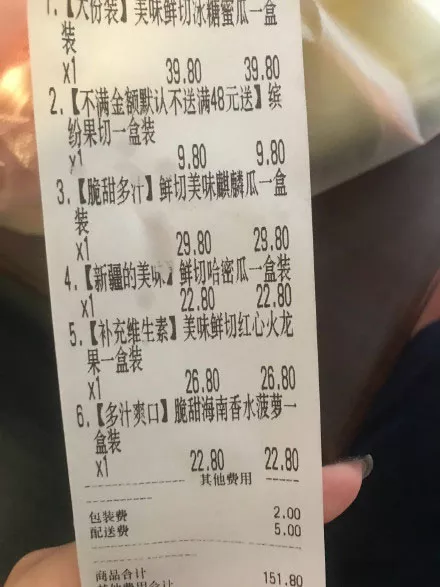 1.【大份装】美味鲜切冰糖蜜瓜一盒
装
x1 39.80 39.80
2.【不满金额默认不送满48元送】缤
纷果切一盒装
x1 9.80 9.80
3.【脆甜多汁】鲜切美味麒麟瓜一盒
装
x1 29.80 29.80
4.【新疆的美味】鲜切哈密瓜一盒装
x1 22.80 22.80
5.【补充维生素】美味鲜切红心火龙
果一盒装
x1 26.80 26.80
6.【多汁爽口】脆甜海南香水菠萝一
盒装
x1 22.80 22.80
其他费用
包装费 2.00
配送费 5.00
商品合计 151.80
其他费用合计